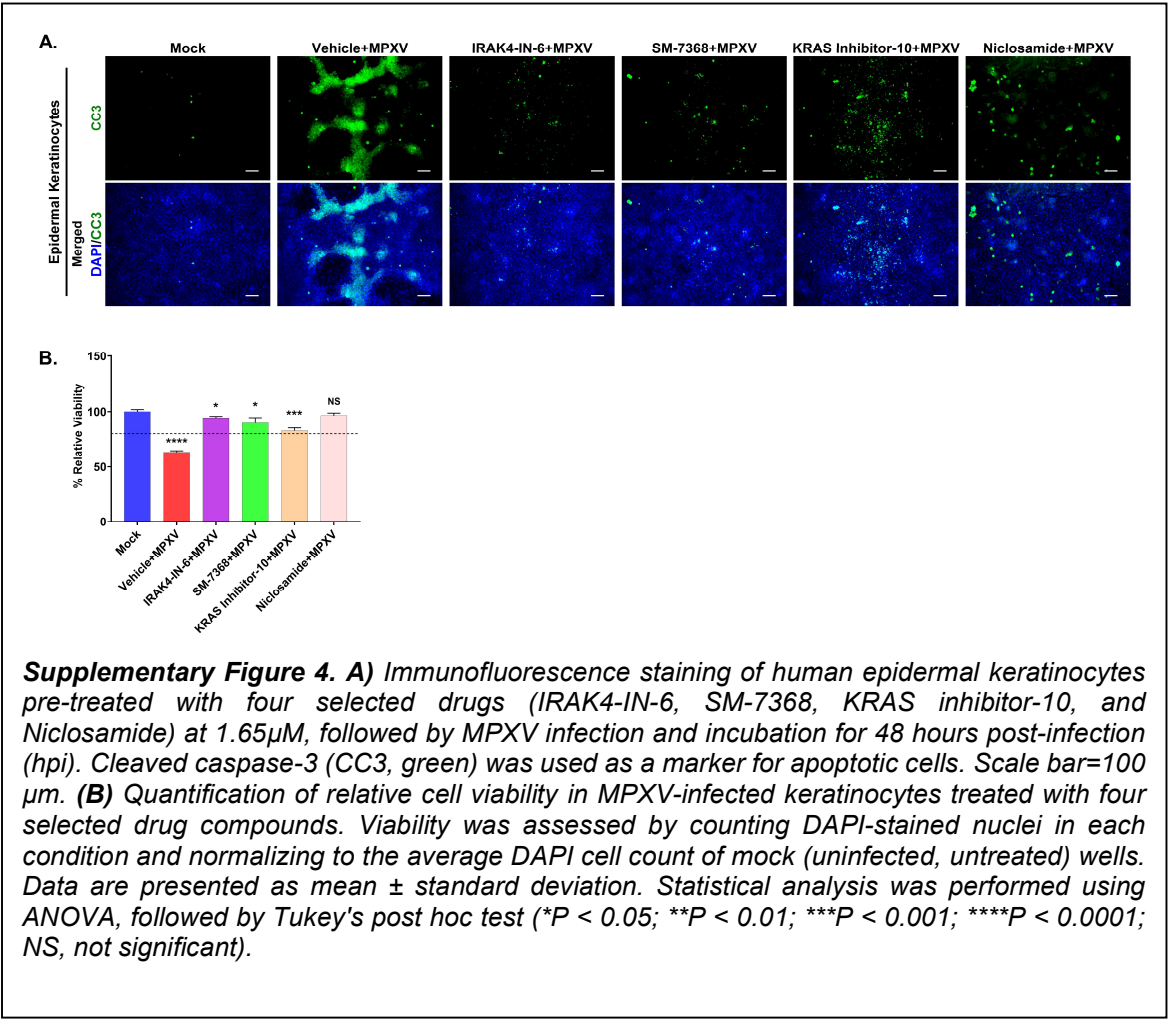 A.
Mock
Vehicle+MPXV
IRAK4-IN-6+MPXV
SM-7368+MPXV
KRAS Inhibitor-10+MPXV
Niclosamide+MPXV
Epidermal Keratinocytes
CC3
Merged
DAPI/CC3
B.
% Relative Viability
150
100
50
0
****
*
*
***
NS
Mock
Vehicle+MPXV
IRAK4-IN-6+MPXV
SM-7368+MPXV
KRAS Inhibitor-10+MPXV
Niclosamide+MPXV
Supplementary Figure 4. A) Immunofluorescence staining of human epidermal keratinocytes
pre-treated with four selected drugs (IRAK4-IN-6, SM-7368, KRAS inhibitor-10, and
Niclosamide) at 1.65µM, followed by MPXV infection and incubation for 48 hours post-infection
(hpi). Cleaved caspase-3 (CC3, green) was used as a marker for apoptotic cells. Scale bar=100
µm. (B) Quantification of relative cell viability in MPXV-infected keratinocytes treated with four
selected drug compounds. Viability was assessed by counting DAPI-stained nuclei in each
condition and normalizing to the average DAPI cell count of mock (uninfected, untreated) wells.
Data are presented as mean ± standard deviation. Statistical analysis was performed using
ANOVA, followed by Tukey's post hoc test (*P < 0.05; **P < 0.01; ***P < 0.001; ****P < 0.0001;
NS, not significant).